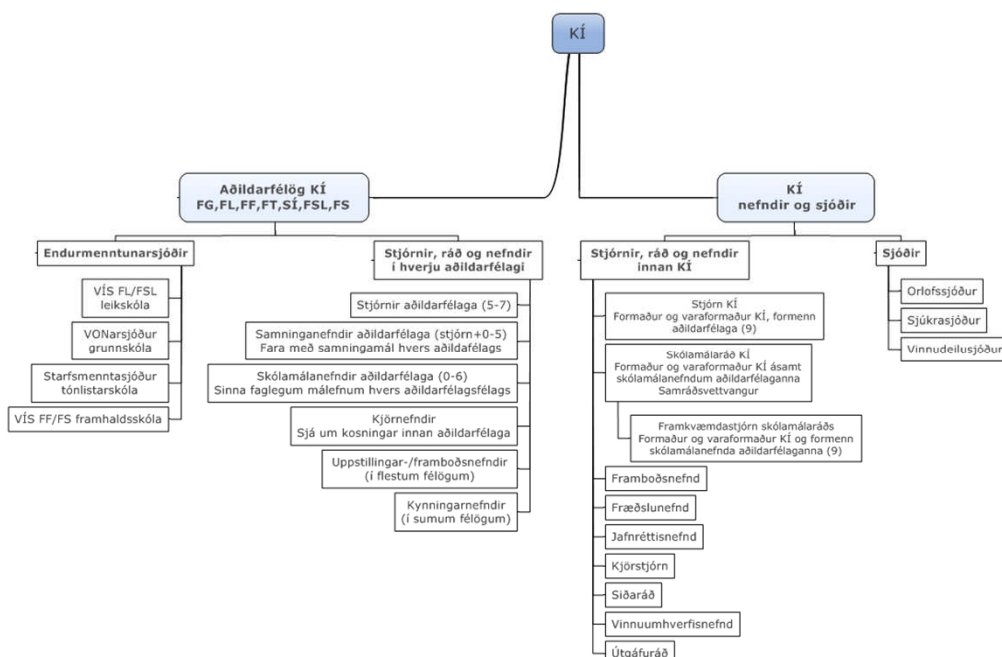 KÍ
Aðildarfélög KÍ
FG,FL,FF,FT,SÍ,FSL,FS
Endurmenntunarsjóðir
VÍS FL/FSL
leikskóla
VONarsjóður
grunnskóla
Starfsmenntasjóður
tónlistarskóla
VÍS FF/FS framhaldsskóla
Stjórnir, ráð og nefndir
í hverju aðildarfélagi
Stjórnir aðildarfélaga (5-7)
Samninganefndir aðildarfélaga (stjórn+0-5)
Fara með samningamál hvers aðildafélags
Skólamálanefndir aðildarfélaga (0-6)
Sinna faglegum málefnum hvers aðildarfélagsfélags
Kjörnefndir
Sjá um kosningar innan aðildarfélaga
Uppstillingar-/framboðsnefndir
(í flestum félögum)
Kynningarnefndir
(í sumum félögum)
KÍ
nefndir og sjóðir
Stjórnir, ráð og nefndir
innan KÍ
Stjórn KÍ
Formaður og varaformaður KÍ, formenn
aðildarfélaga (9)
Skólamálaráð KÍ
Formaður og varaformaður KÍ ásamt
skólamálanefndum aðildarfélaganna
Samráðsvettvangur
Framkvæmdastjórn skólamálaráðs
Formaður og varaformaður KÍ og formenn
skólamálanefnda aðildarfélaganna (9)
Framboðsnefnd
Fræðslunefnd
Jafnréttisnefnd
Kjörstjórn
Siðaráð
Vinnuumhverfisnefnd
Útgáfuráð
Sjóðir
Orlofssjóður
Sjúkrasjóður
Vinnudeilusjóður